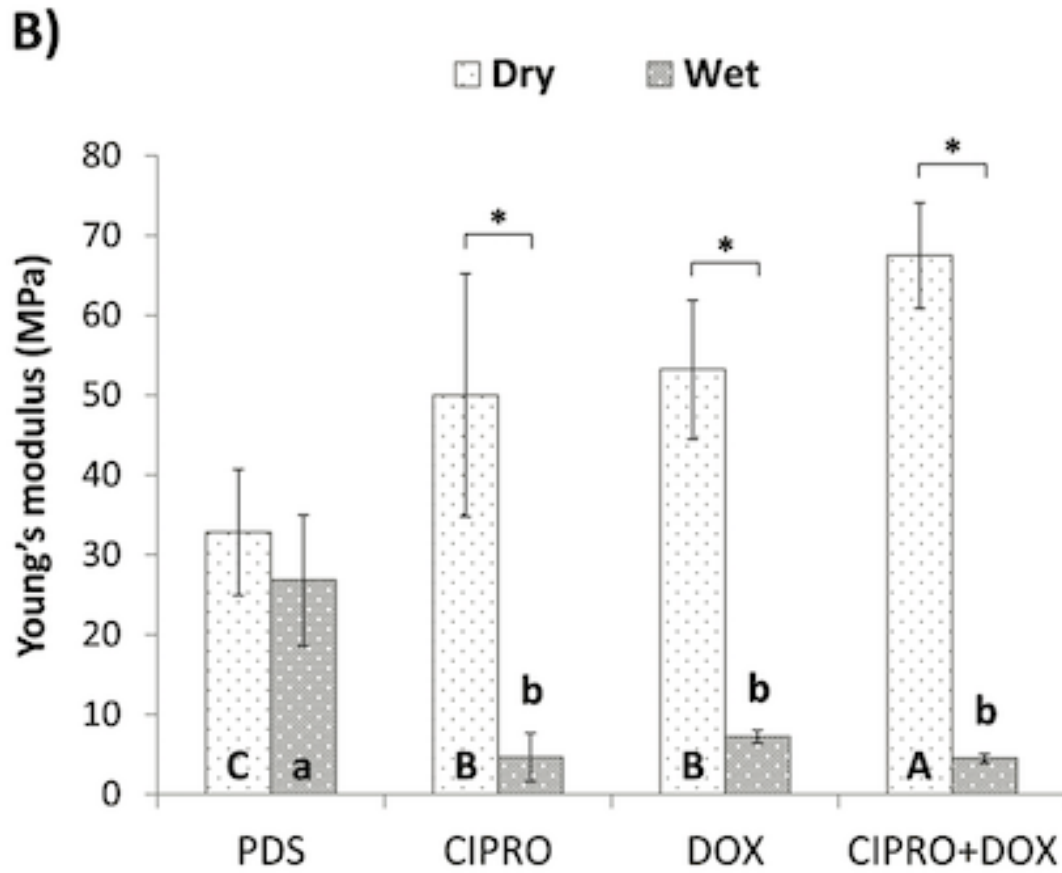 B)
Dry Wet
Young's modulus (MPa)
80
70
60
50
40
30
20
10
0
* * *
C a B b B b A b
PDS CIPRO DOX CIPRO+DOX